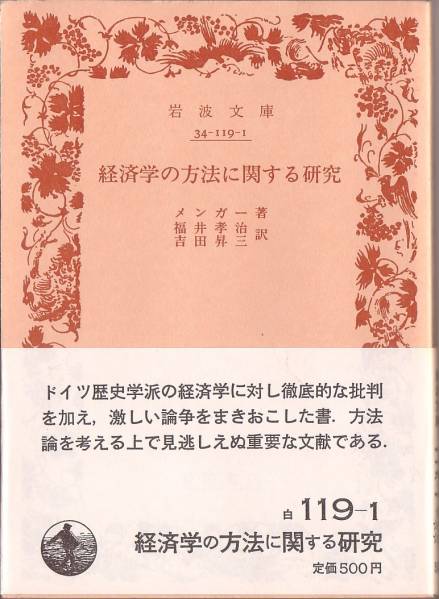 岩波文庫
34-119-1
経済学の方法に関する研究
メンガー著
福井孝治
吉田昇三訳
ドイツ歴史学派の経済学に対し徹底的な批判
を加え,激しい論争をまきおこした書.方法
論を考える上で見逃しえぬ重要な文献である.
白 119-1
経済学の方法に関する研究
定価500円